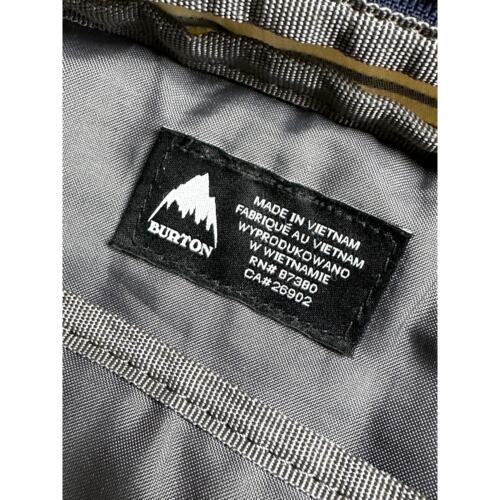 BURTON
MADE IN VIETNAM
FABRIQUÉ AU VIETNAM
WYPRODUKOWANO
W WIETNAMIE
RN# 87380
CA# 26902